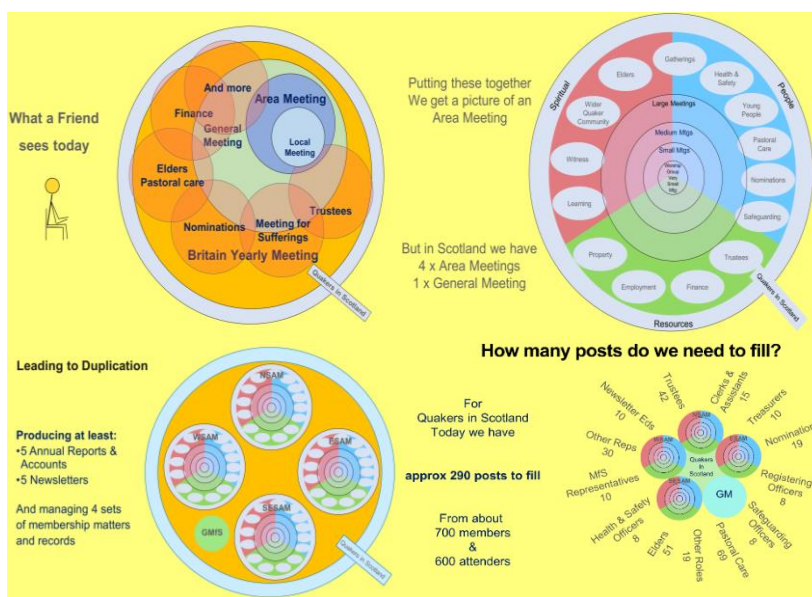 What a Friend
sees today
And more
Finance
General
Meeting
Area Meeting
Local
Meeting
Elders
Pastoral care
Nominations
Meeting for
Sufferings
Trustees
Britain Yearly Meeting
Quakers in Scotland
Putting these together
We get a picture of an
Area Meeting
But in Scotland we have
4 x Area Meetings
1 x General Meeting
Spiritual
People
Resources
Gatherings
Elders
Health &
Safety
Wider
Quaker
Community
Young
People
Witness
Pastoral
Care
Learning
Nominations
Safeguarding
Property
Trustees
Employment
Finance
Large Meetings
Medium Mtgs
Small Mtgs
Worship
Group
Very
Small
Mtg
Quakers in Scotland
Leading to Duplication
Producing at least:
•5 Annual Reports &
Accounts
•5 Newsletters
And managing 4 sets
of membership matters
and records
NSAM
WSAM
ESAM
SESAM
GMfS
Quakers in Scotland
How many posts do we need to fill?
For
Quakers in Scotland
Today we have
approx 290 posts to fill
From about
700 members
&
600 attenders
Newsletter Eds
10
Trustees
42
Clerks &
Assistants
15
Treasurers
10
Nominations
19
Registering
Officers
8
Safeguarding
Officers
8
Pastoral Care
69
Other Roles
19
Elders
51
Health & Safety
Officers
8
MfS
Representatives
10
Other Reps
30
NSAM
WSSAM
ESAM
SESAM
Quakers
in
Scotland
GM